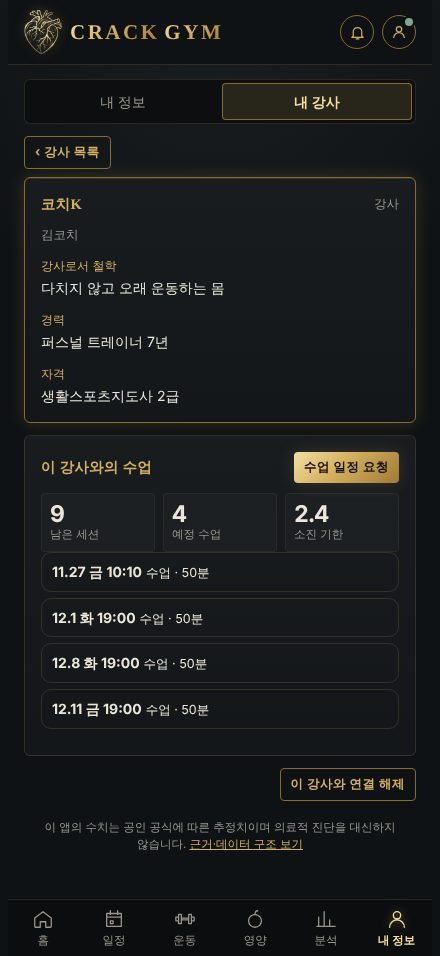 CRACK GYM
내 정보
내 강사
‹ 강사 목록
코치K
강사
김코치
강사로서 철학
다치지 않고 오래 운동하는 몸
경력
퍼스널 트레이너 7년
자격
생활스포츠지도사 2급
이 강사와의 수업
수업 일정 요청
9
남은 세션
4
예정 수업
2.4
소진 기한
11.27 금 10:10 수업 · 50분
12.1 화 19:00 수업 · 50분
12.8 화 19:00 수업 · 50분
12.11 금 19:00 수업 · 50분
이 강사와 연결 해제
이 앱의 수치는 공인 공식에 따른 추정치이며 의료적 진단을 대신하지
않습니다. 근거·데이터 구조 보기
홈
일정
운동
영양
분석
내 정보